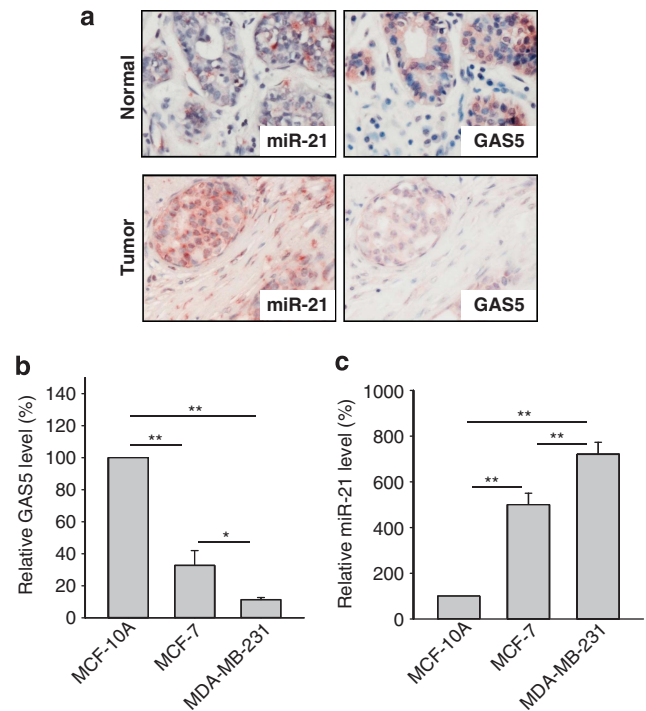 a
Normal
miR-21
GAS5
Tumor
miR-21
GAS5
b
Relative GAS5 level (%)
140
120
100
80
60
40
20
0
**
**
*
MCF-10A
MCF-7
MDA-MB-231
c
Relative miR-21 level (%)
1000
800
600
400
200
0
**
**
**
MCF-10A
MCF-7
MDA-MB-231